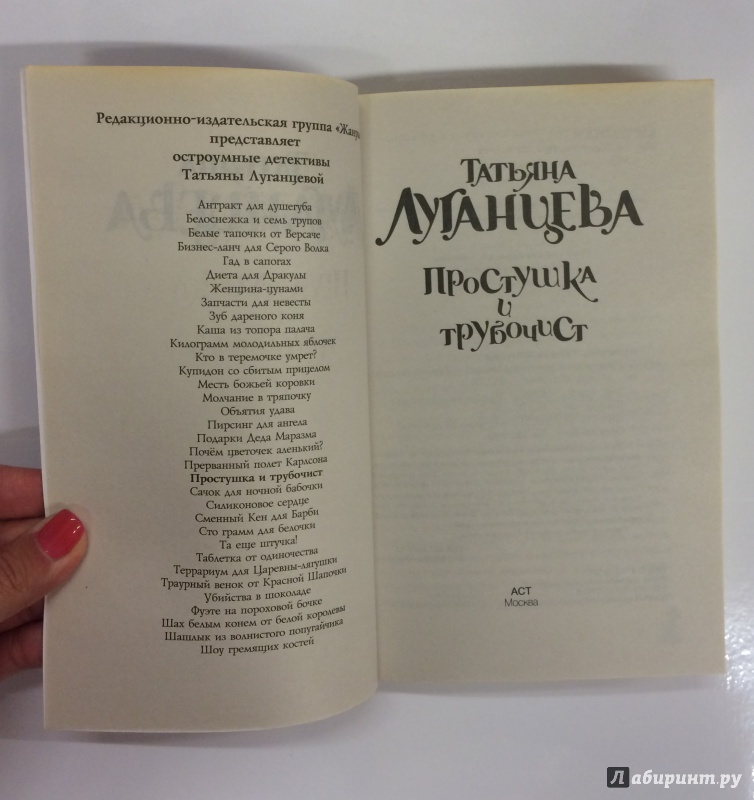 Редакционно-издательская группа «Жанры
представляет
остроумные детективы
Татьяны Луганцевой
Антракт для душегуба
Белоснежка и семь трупов
Белые тапочки от Версаче
Бизнес-ланч для Серого Волка
Гад в сапогах
Диета для Дракулы
Женщина-цунами
Запчасти для невесты
Зуб дареного коня
Каша из топора палача
Килограмм молодильных яблочек
Кто в теремочке умрет?
Купидон со сбитым прицелом
Месть божьей коровки
Молчание в тряпочку
Объятия удава
Пирсинг для ангела
Подарки Деда Маразма
Почём цветочек аленький?
Прерванный полет Карлсона
Простушка и трубочист
Сачок для ночной бабочки
Силиконовое сердце
Сменный Кен для Барби
Сто грамм для белочки
Та еще штучка!
Таблетка от одиночества
Террариум для Царевны-лягушки
Траурный венок от Красной Шапочки
Убийства в шоколаде
Фуэте на пороховой бочке
Шах белым конем от белой королевы
Шашлык из волнистого попугайчика
Шоу гремящих костей
Татьяна
Луганцева
Простушка
и
трубочист
АСТ
Москва
Лабиринт.ру